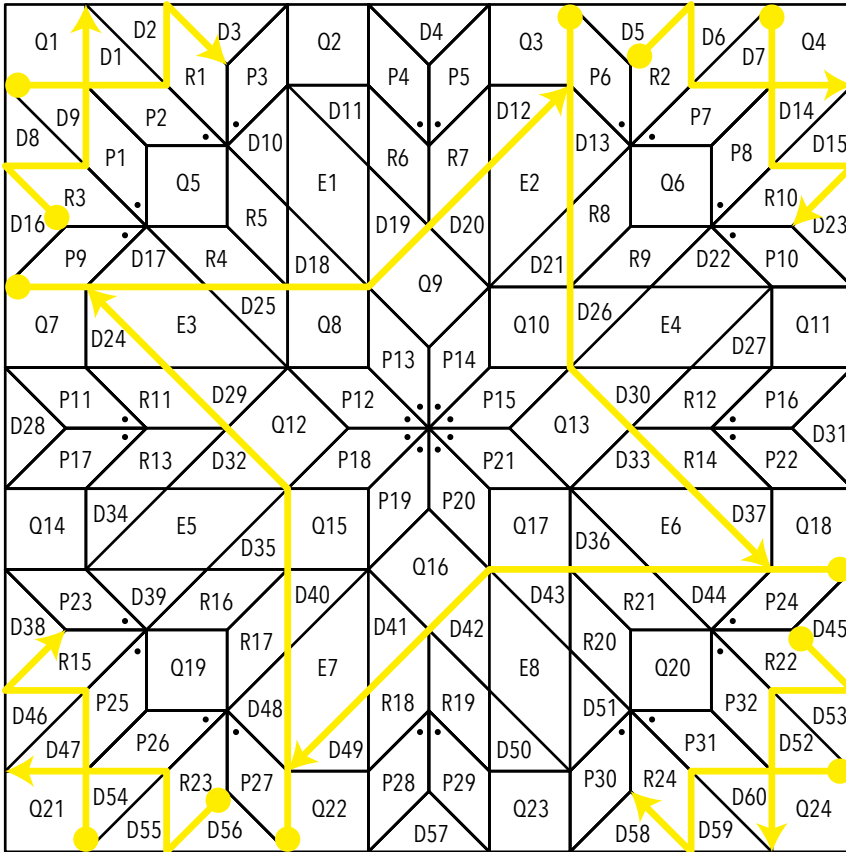 Q1 D1 D2 D3 Q2 D4 Q3 D5 D6 D7 Q4
R1 P3 P4 P5 P6 R2
D8 D9 P2 D10 D11 R6 R7 D12 D13 P7 P8 D14 D15
P1 Q5 E1 E2 Q6
R3 R5 R8 R10
D16 P9 D17 R4 D18 D19 D20 D21 R9 D22 P10 D23
Q9
Q7 D24 E3 D25 Q8 Q10 D26 E4 D27 Q11
P13 P14
P11 R11 D29 P12 P15 D30 R12 P16
D28 Q12 Q13 D31
P17 R13 D32 P18 P21 D33 R14 P22
P19 P20
Q14 D34 E5 D35 Q15 Q17 D36 E6 D37 Q18
Q16
P23 D39 R16 D40 D43 R21 D44 P24
D38 D41 D42 D45
R15 Q19 R17 E7 E8 R20 Q20 R22
P25 R18 R19 P32
D46 D47 P26 D48 D49 D50 D51 P31 D52 D53
R23 P27 P28 P29 P30 R24
Q21 D54 D55 D56 Q22 D57 Q23 D58 D59 D60 Q24